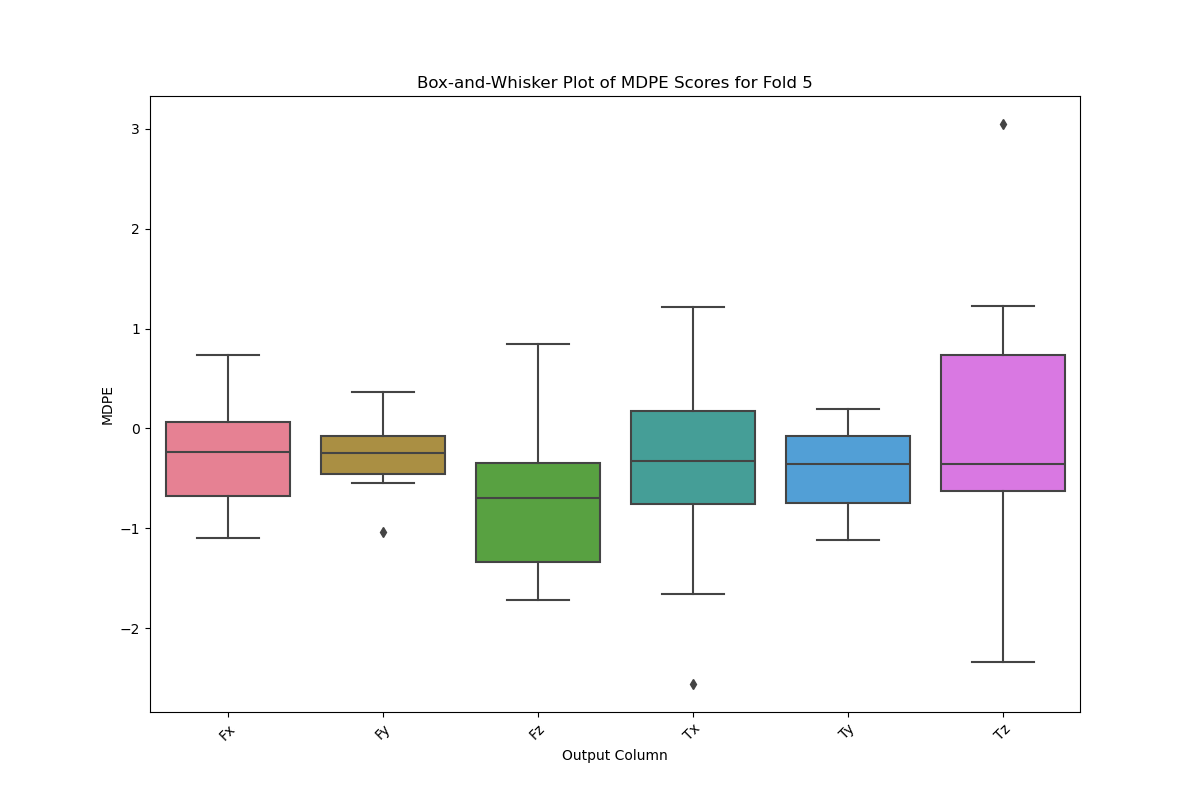 Box-and-Whisker Plot of MDPE Scores for Fold 5
3
2
1
0
−1
−2
MDPE
Fx
Fy
Fz
Tx
Ty
Tz
Output Column